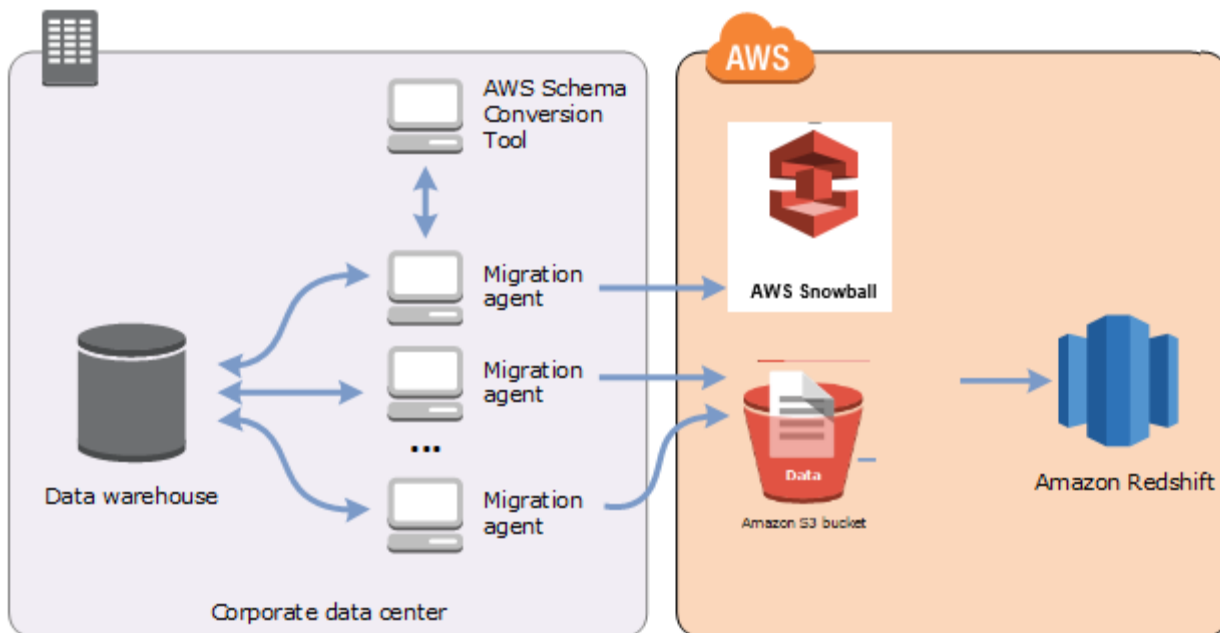 AWS
AWS Schema
Conversion
Tool
Migration
agent
AWS Snowball
Migration
agent
...
Data
Data warehouse
Migration
agent
Amazon S3 bucket
Amazon Redshift
Corporate data center